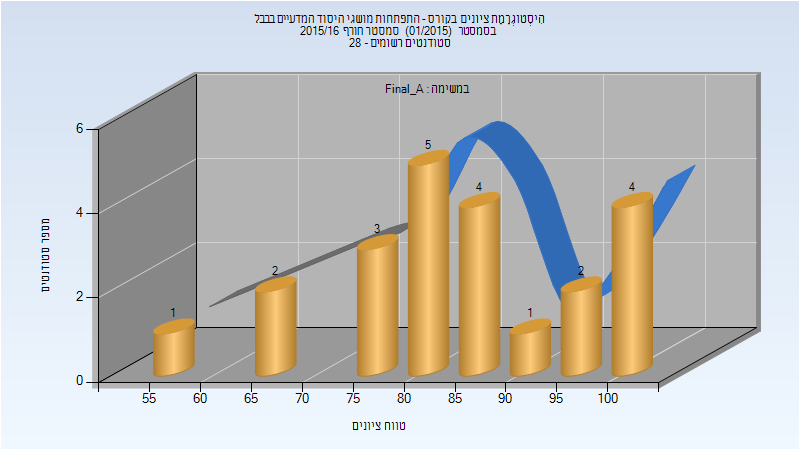 היסטוגרמת ציונים בקורס - התפתחות מושגי היסוד המדעיים בבבל
בסמסטר (01/2015) סמסטר חורף 2015/16
סטודנטים רשומים - 28
במשימה : Final_A
מספר סטודנטים
6
4
2
0
1
2
3
5
4
1
2
4
55 60 65 70 75 80 85 90 95 100
טווח ציונים